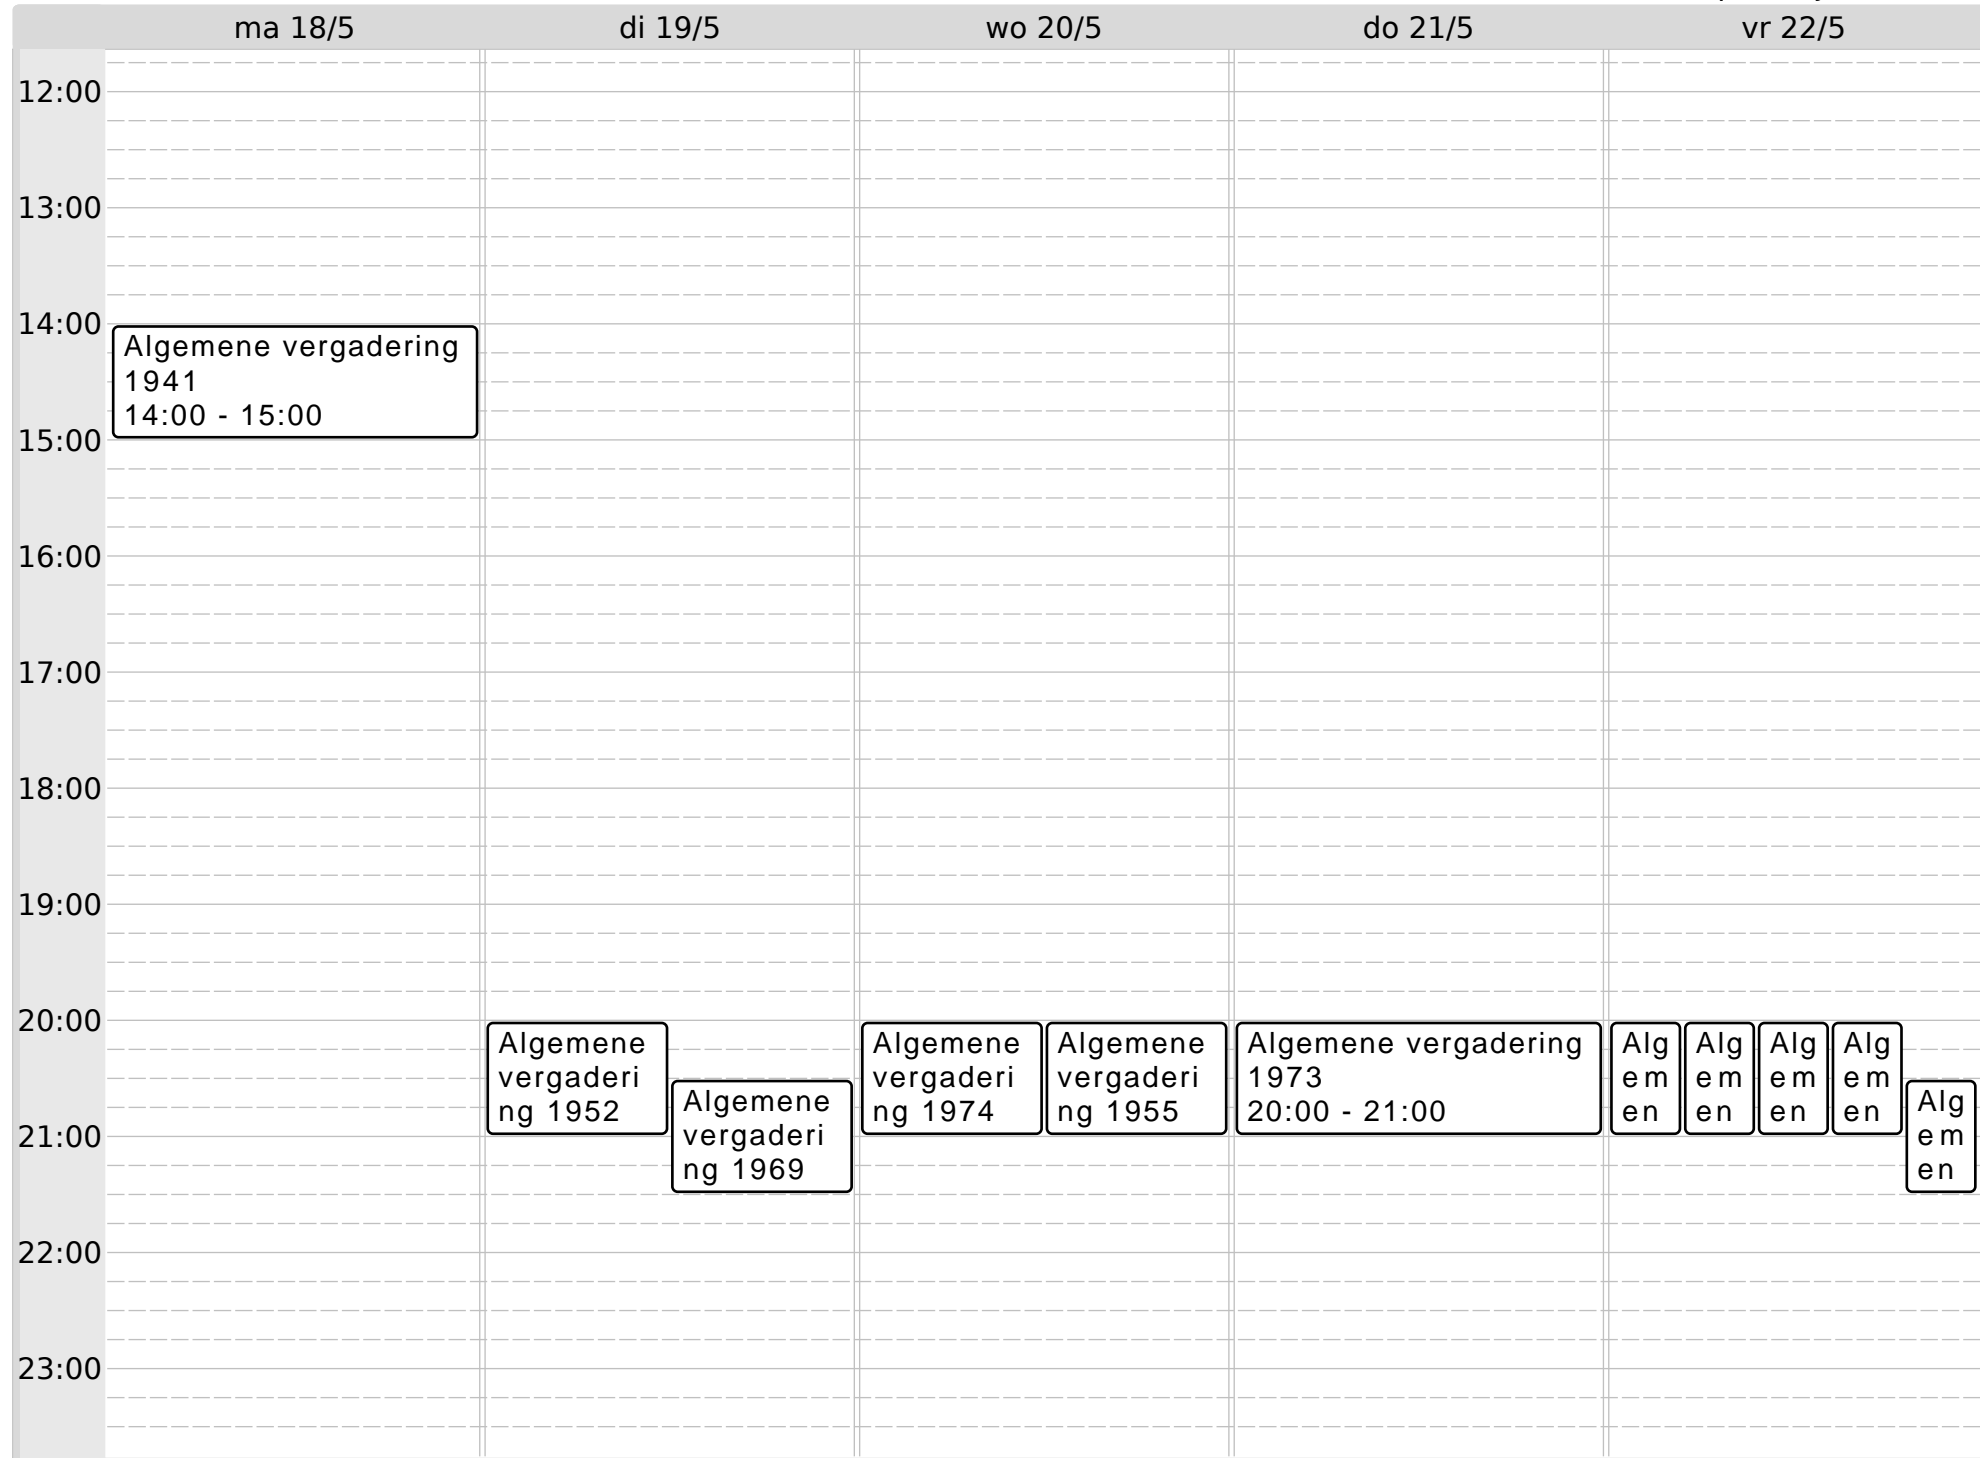 ma 18/5
di 19/5
wo 20/5
do 21/5
vr 22/5
12:00
13:00
14:00
Algemene vergadering
1941
14:00 - 15:00
15:00
16:00
17:00
18:00
19:00
20:00
Algemene
vergaderi
ng 1952
Algemene
vergaderi
ng 1969
Algemene
vergaderi
ng 1974
Algemene
vergaderi
ng 1955
Algemene vergadering
1973
20:00 - 21:00
Alg
em
en
Alg
em
en
Alg
em
en
Alg
em
en
Alg
em
en
21:00
22:00
23:00